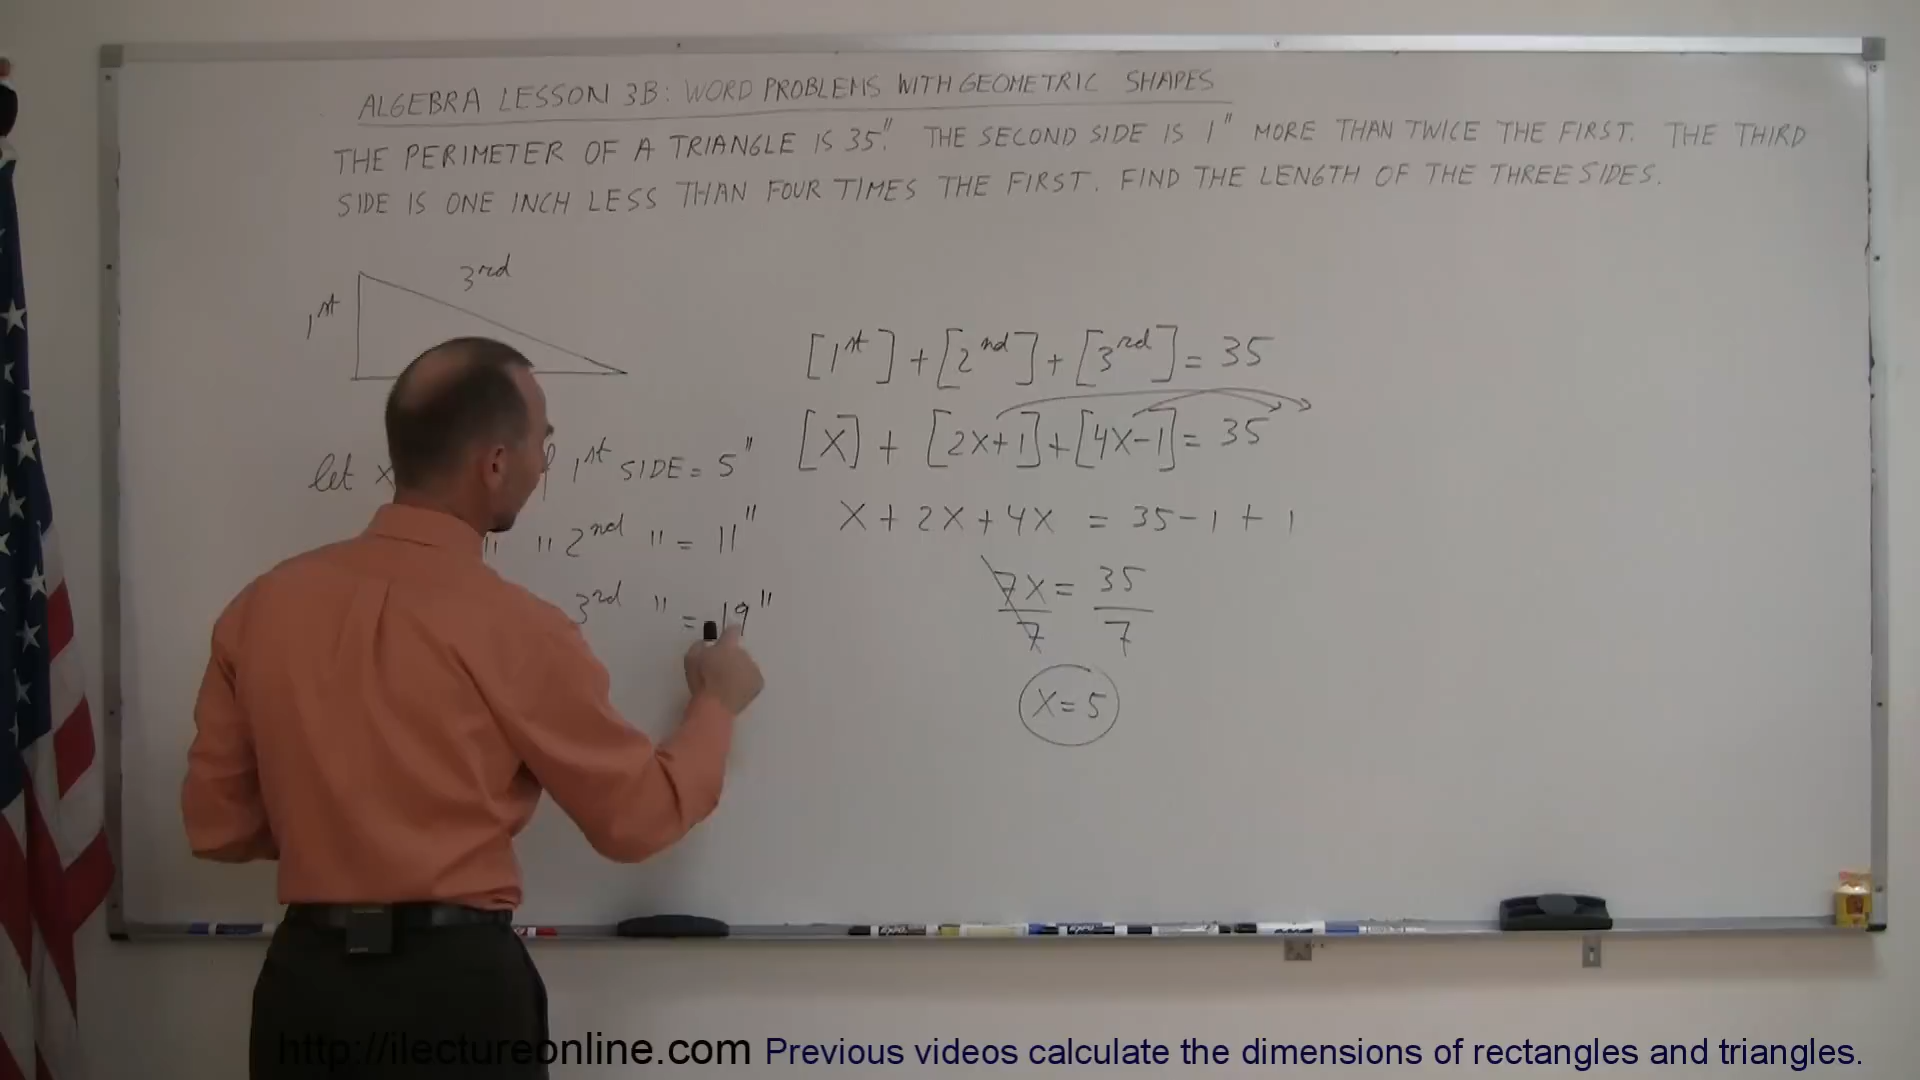 ALGEBRA LESSON 3B: WORD PROBLEMS WITH GEOMETRIC SHAPES
THE PERIMETER OF A TRIANGLE IS 35". THE SECOND SIDE IS 1" MORE THAN TWICE THE FIRST. THE THIRD
SIDE IS ONE INCH LESS THAN FOUR TIMES THE FIRST. FIND THE LENGTH OF THE THREE SIDES.
3rd
1st
let x 1st SIDE = 5"
" " 2nd " = 11"
3rd " = 19"
[1st] + [2nd] + [3rd] = 35
[X] + [2X+1] + [4X-1] = 35
X + 2X + 4X = 35 - 1 + 1
7X = 35
7 7
X = 5
http://ilectureonline.com Previous videos calculate the dimensions of rectangles and triangles.